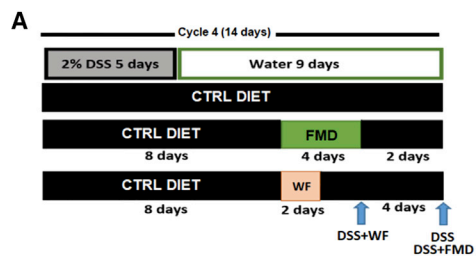 A
Cycle 4 (14 days)
2% DSS 5 days Water 9 days
CTRL DIET
CTRL DIET FMD
8 days 4 days 2 days
CTRL DIET WF
8 days 2 days 4 days
DSS+WF DSS
DSS+FMD